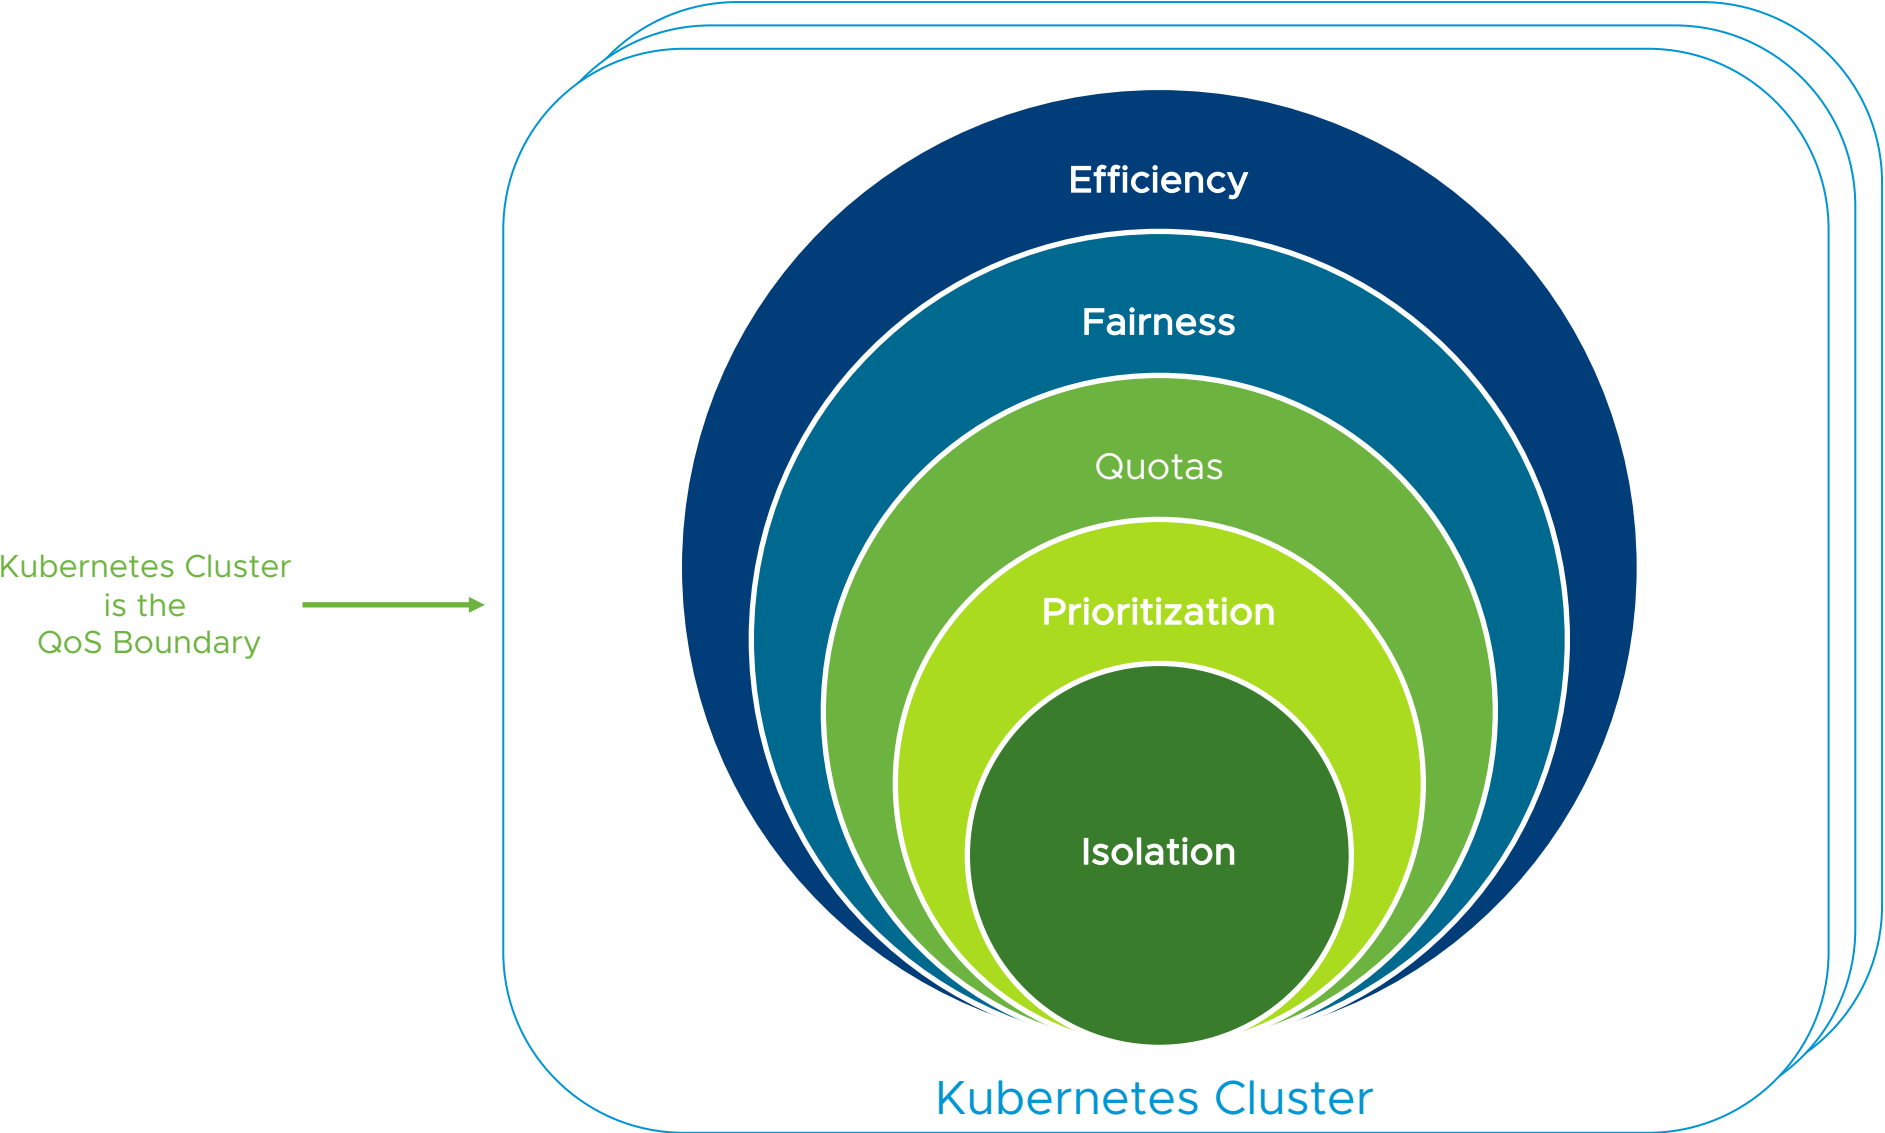 Efficiency
Fairness
Quotas
Kubernetes Cluster
is the
QoS Boundary
Prioritization
Isolation
Kubernetes Cluster